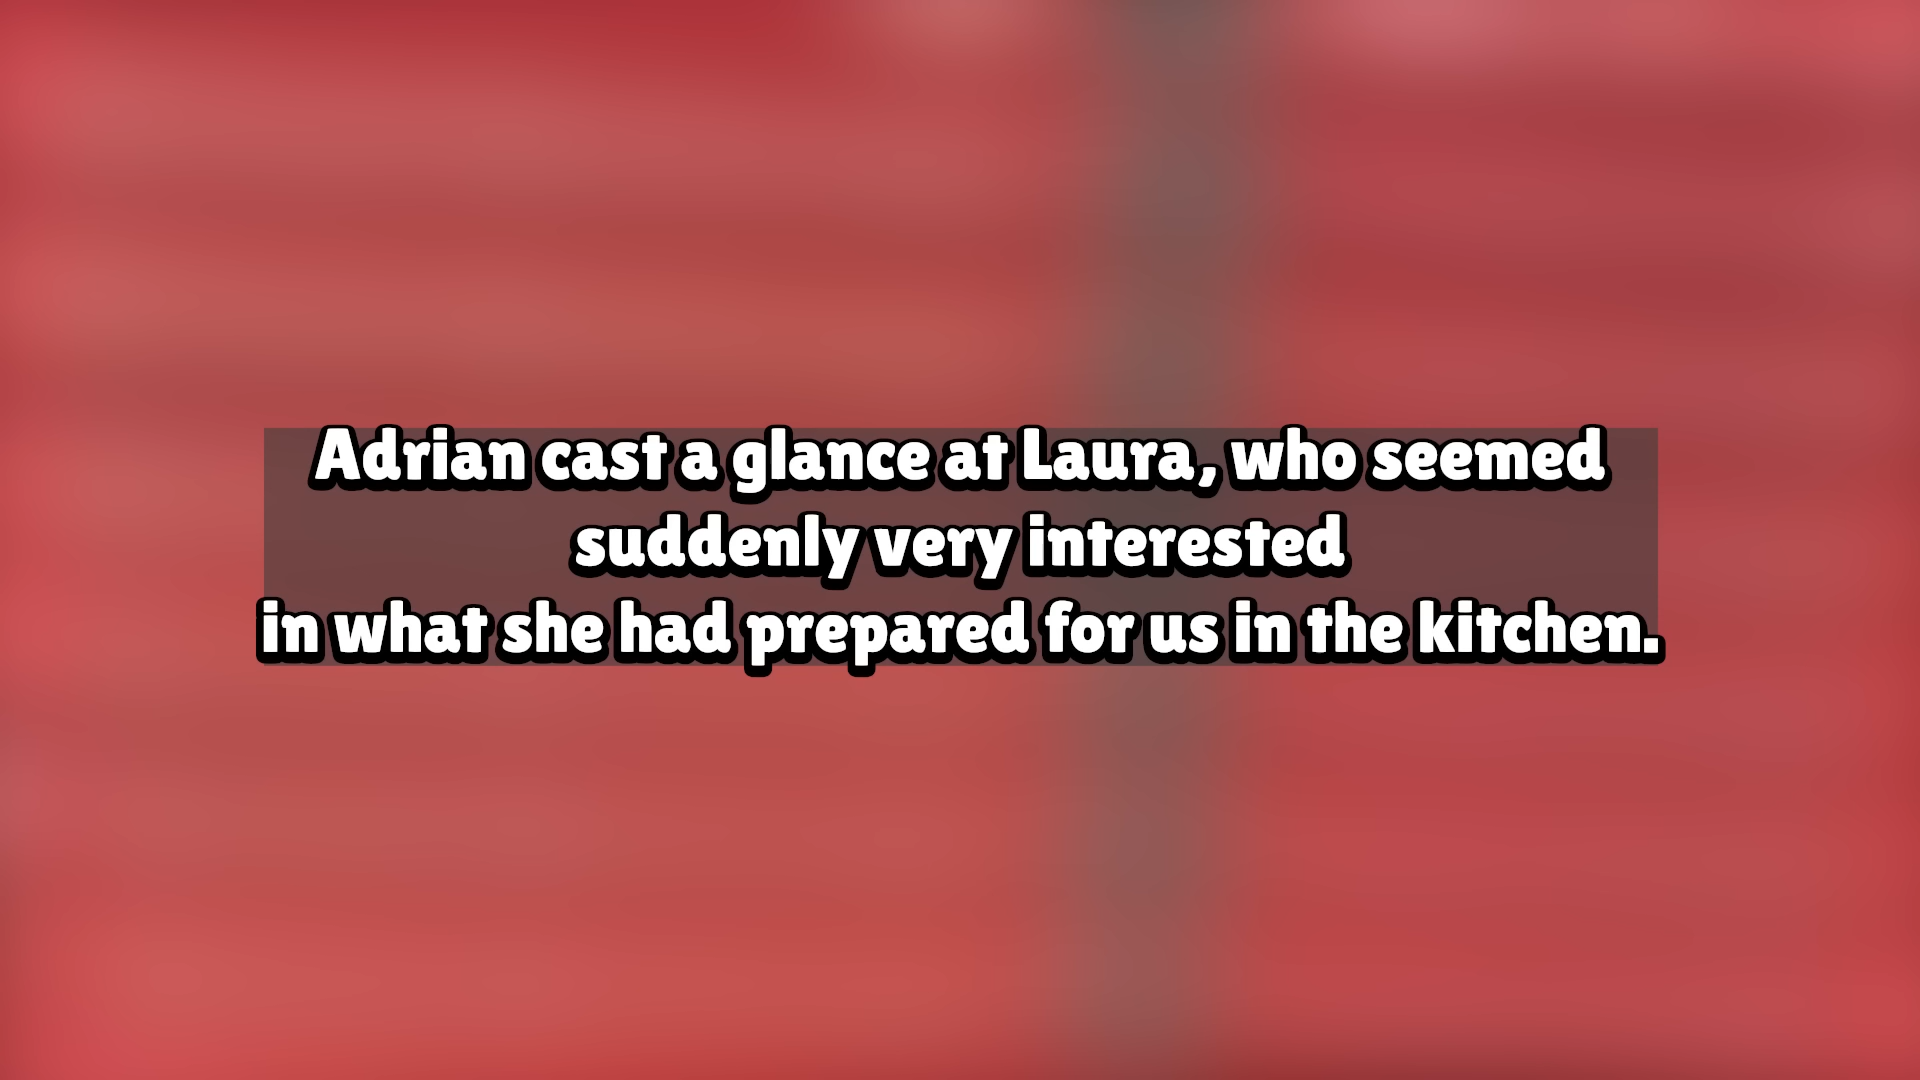 Adrian cast a glance at Laura, who seemed
suddenly very interested
in what she had prepared for us in the kitchen.